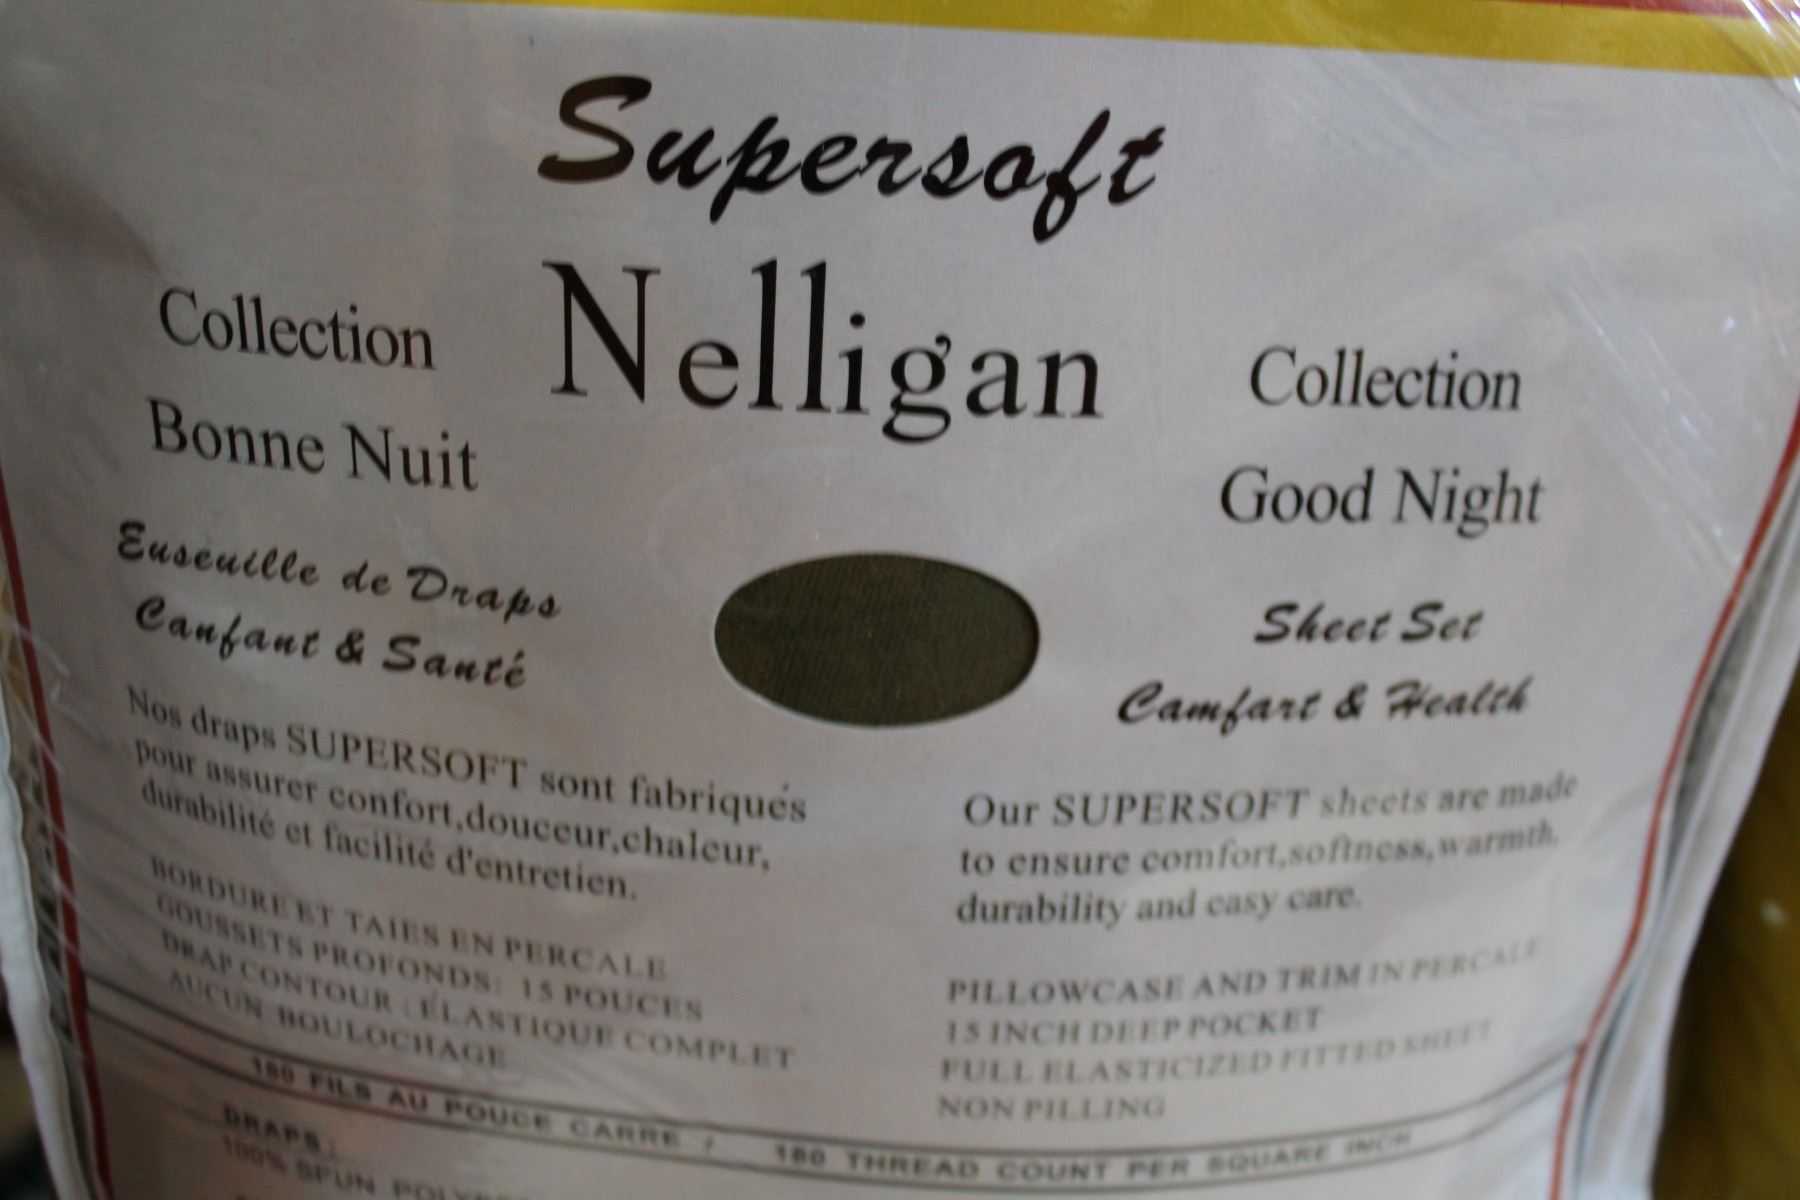 Supersoft
Nelligan
Collection
Bonne Nuit
Euseuille de Draps
Canfant & Santé
Nos draps SUPERSOFT sont fabriqués
pour assurer confort,douceur,chaleur,
durabilité et facilité d'entretien.
BORDURE ET TAIES EN PERCALE
GOUSSETS PROFONDS: 15 POUCES
DRAP CONTOUR : ÉLASTIQUE COMPLET
AUCUN BOULOCHAGE
Collection
Good Night
Sheet Set
Camfart & Health
Our SUPERSOFT sheets are made
to ensure comfort,softness,warmth,
durability and easy care.
PILLOWCASE AND TRIM IN PERCALE
15 INCH DEEP POCKET
FULL ELASTICIZED FITTED SHEET
NON PILLING
180 FILS AU POUCE CARRE / 180 THREAD COUNT PER SQUARE INCH
DRAPS:
100% SPUN